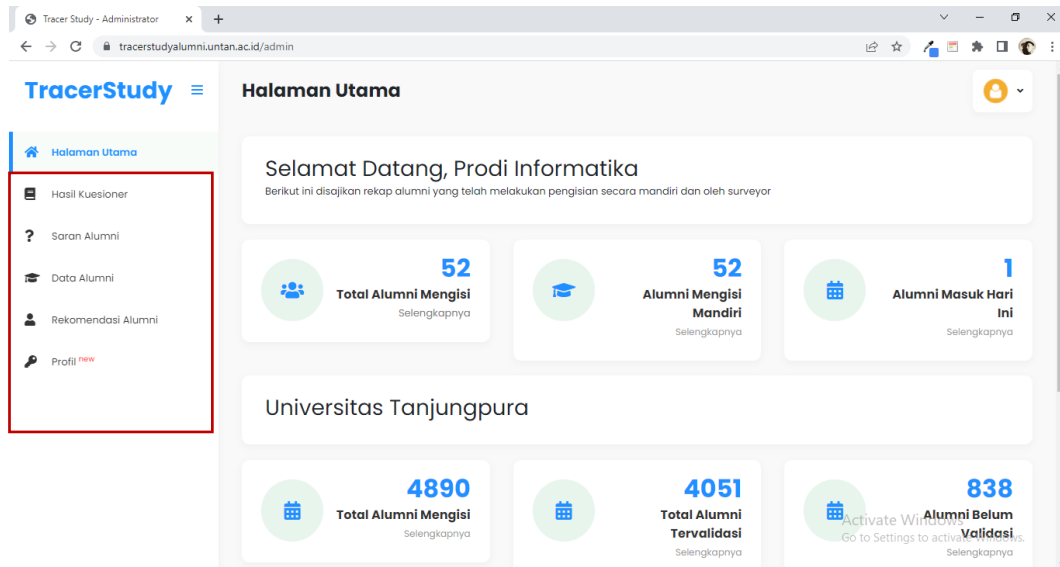 Tracer Study - Administrator
tracerstudyalumni.untan.ac.id/admin
TracerStudy
Halaman Utama
Halaman Utama
Hasil Kuesioner
Saran Alumni
Data Alumni
Rekomendasi Alumni
Profil new
Selamat Datang, Prodi Informatika
Berikut ini disajikan rekap alumni yang telah melakukan pengisian secara mandiri dan oleh surveyor
52
Total Alumni Mengisi
Selengkapnya
52
Alumni Mengisi
Mandiri
Selengkapnya
1
Alumni Masuk Hari
Ini
Selengkapnya
Universitas Tanjungpura
4890
Total Alumni Mengisi
Selengkapnya
4051
Total Alumni
Tervalidasi
Selengkapnya
838
Alumni Belum
Validasi
Selengkapnya
Activate Windows
Go to Settings to activate Windows.